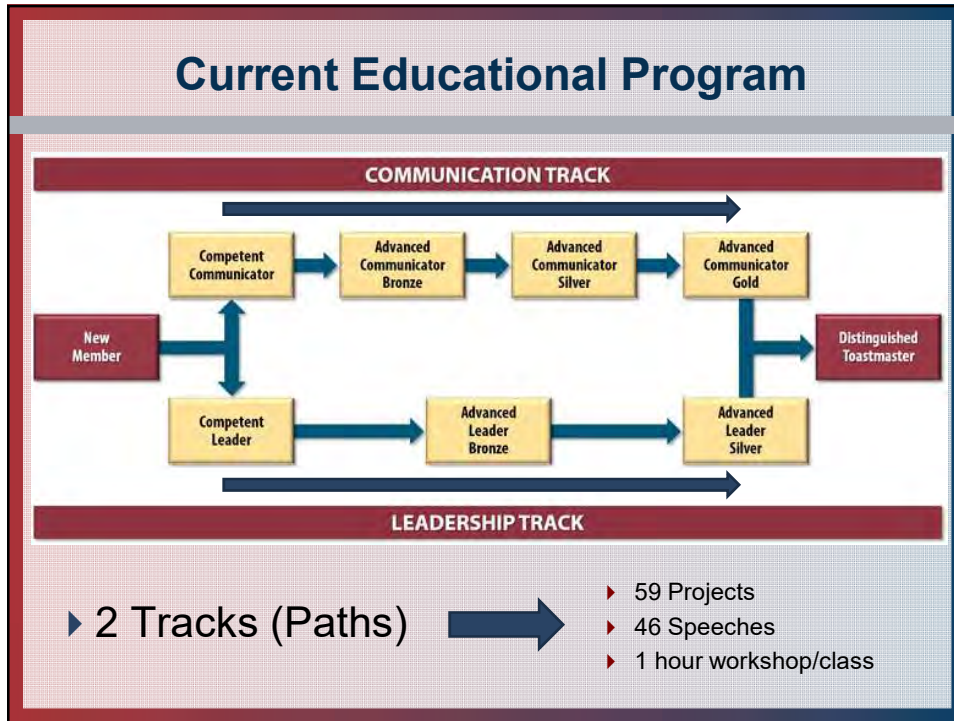 Current Educational Program
COMMUNICATION TRACK
Competent
Communicator
Advanced
Communicator
Bronze
Advanced
Communicator
Silver
Advanced
Communicator
Gold
New
Member
Distinguished
Toastmaster
Competent
Leader
Advanced
Leader
Bronze
Advanced
Leader
Silver
LEADERSHIP TRACK
2 Tracks (Paths)
59 Projects
46 Speeches
1 hour workshop/class